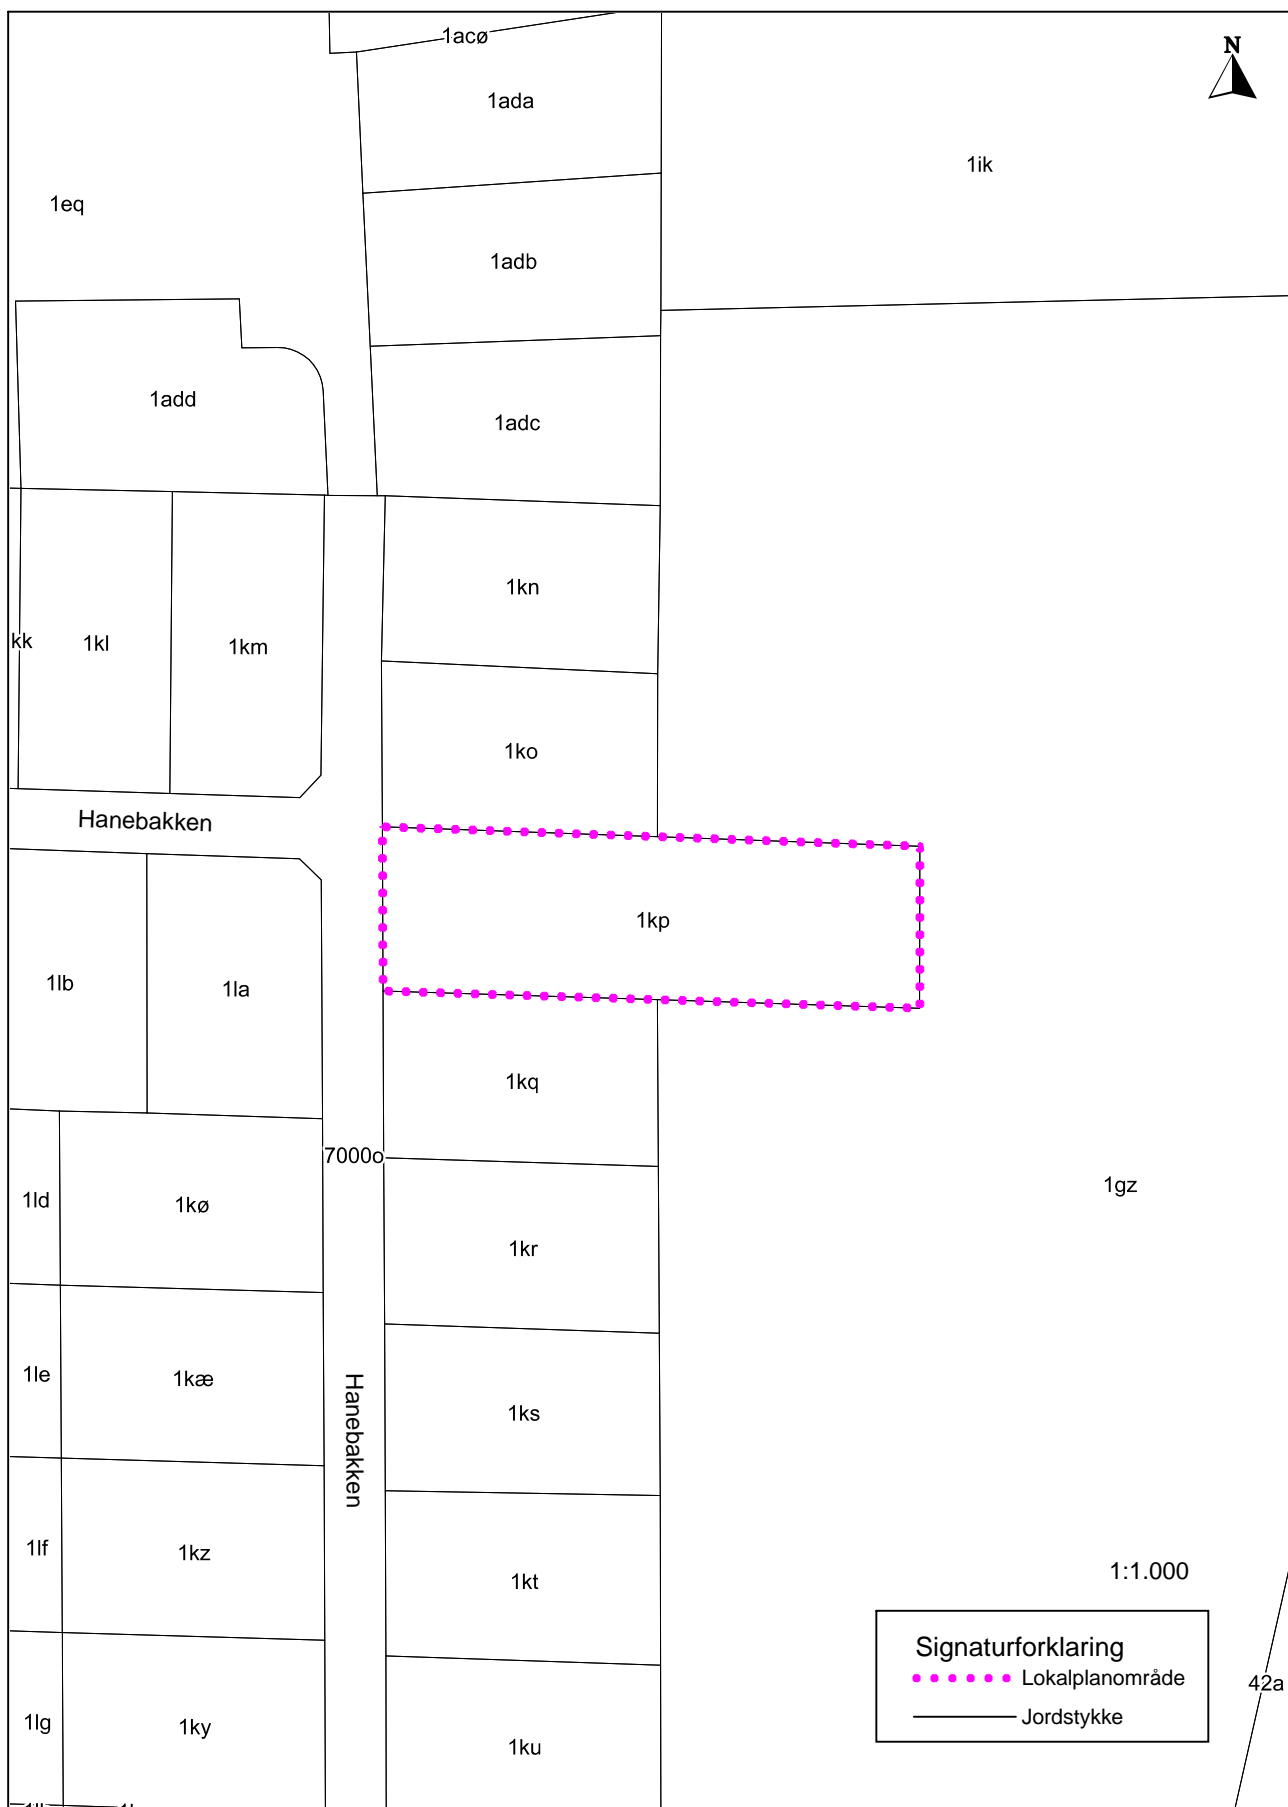 1acø
N
1ada
1ik
1eq
1adb
1add
1adc
1kn
kk
1kl
1km
1ko
Hanebakken
1kp
1lb
1la
1kq
7000o
1gz
1ld
1kø
1kr
1le
1kæ
Hanebakken
1ks
1lf
1kz
1kt
1:1.000
Signaturforklaring
Lokalplanområde
Jordstykke
42a
1lg
1ky
1ku